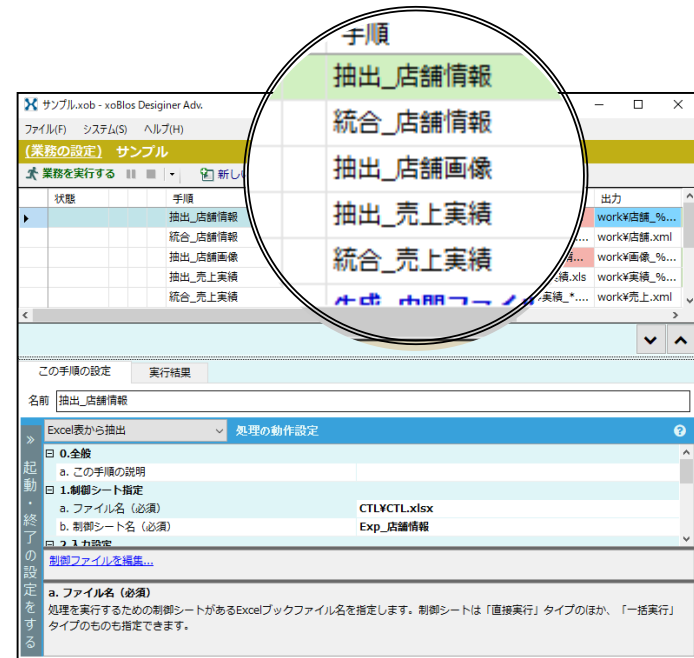 手順
抽出_店舗情報
統合_店舗情報
抽出_店舗画像
抽出_売上実績
統合_売上実績
サンプル.xob - xoBlos Desiginer Adv.
ファイル(F) システム(S) ヘルプ(H)
(業務の設定) サンプル
業務を実行する 新しい
状態 手順 出力
抽出_店舗情報 work¥店舗_%...
統合_店舗情報 work¥店舗.xml
抽出_店舗画像 work¥画像_%...
抽出_売上実績 績.xls work¥実績_%...
統合_売上実績 実績_*.... work¥売上.xml
この手順の設定 実行結果
名前 抽出_店舗情報
Excel表から抽出 処理の動作設定
» 起動・終了の設定をする
0.全般
a. この手順の説明
1.制御シート指定
a. ファイル名（必須） CTL¥CTL.xlsx
b. 制御シート名（必須） Exp_店舗情報
2.入力設定
制御ファイルを編集...
a. ファイル名（必須）
処理を実行するための制御シートがあるExcelブックファイル名を指定します。制御シートは「直接実行」タイプのほか、「一括実行」
タイプのものも指定できます。